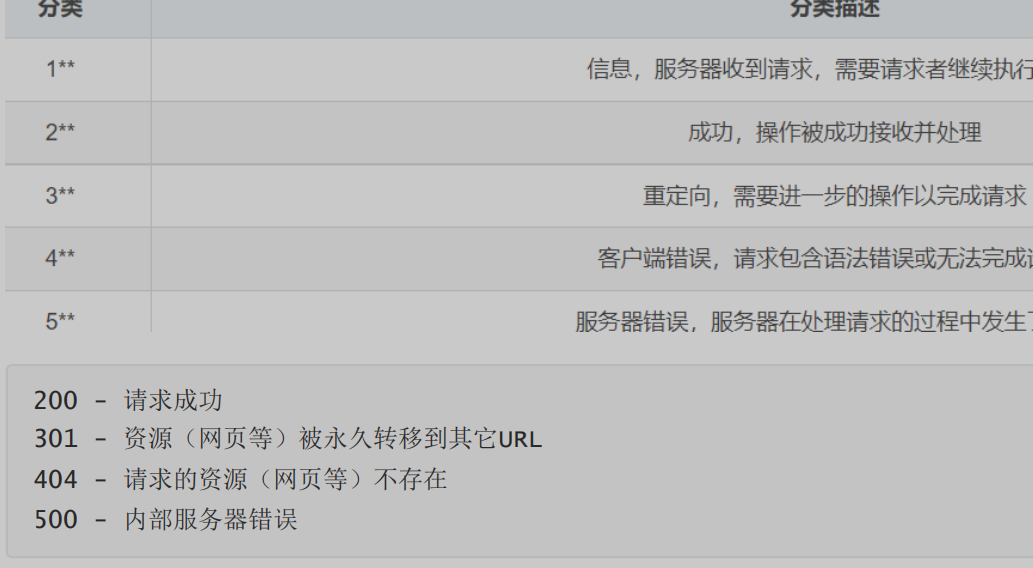 分类 分类描述
1** 信息，服务器收到请求，需要请求者继续执行
2** 成功，操作被成功接收并处理
3** 重定向，需要进一步的操作以完成请求
4** 客户端错误，请求包含语法错误或无法完成
5** 服务器错误，服务器在处理请求的过程中发生
200 - 请求成功
301 - 资源（网页等）被永久转移到其它URL
404 - 请求的资源（网页等）不存在
500 - 内部服务器错误